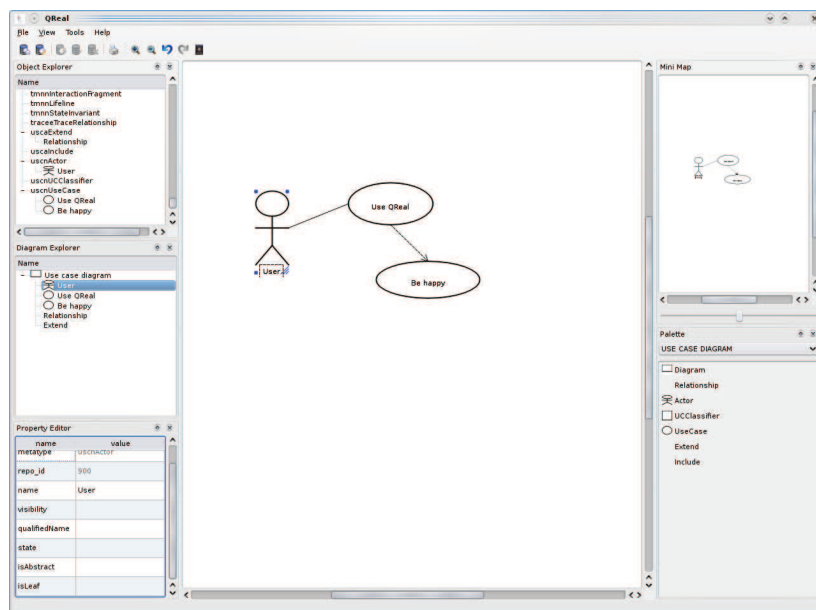 QReal
File View Tools Help
Object Explorer
Name
tmnnInteractionFragment
tmnnLifeline
tmnnStateInvariant
traceeTraceRelationship
uscaExtend
Relationship
uscaInclude
uscnActor
User
uscnUCClassifier
uscnUseCase
Use QReal
Be happy
Diagram Explorer
Name
Use case diagram
User
Use QReal
Be happy
Relationship
Extend
Property Editor
name value
metatype uscnActor
repo_id 900
name User
visibility
qualifiedName
state
isAbstract
isLeaf
Use QReal
User
Be happy
Mini Map
Palette
USE CASE DIAGRAM
Diagram
Relationship
Actor
UCClassifier
UseCase
Extend
Include